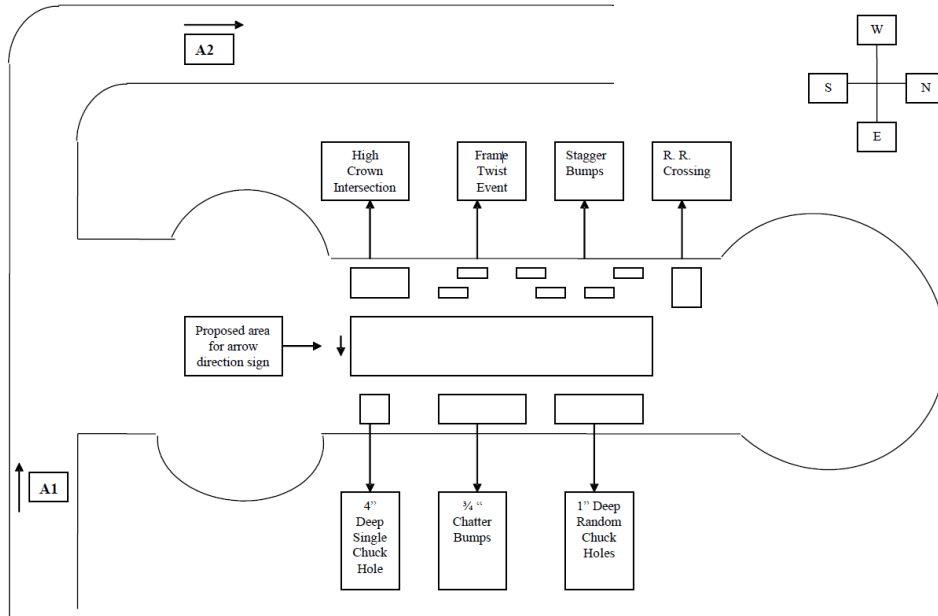 A2
W
S
N
E
High
Crown
Intersection
Frame
Twist
Event
Stagger
Bumps
R. R.
Crossing
Proposed area
for arrow
direction sign
A1
4”
Deep
Single
Chuck
Hole
¾ “
Chatter
Bumps
1” Deep
Random
Chuck
Holes